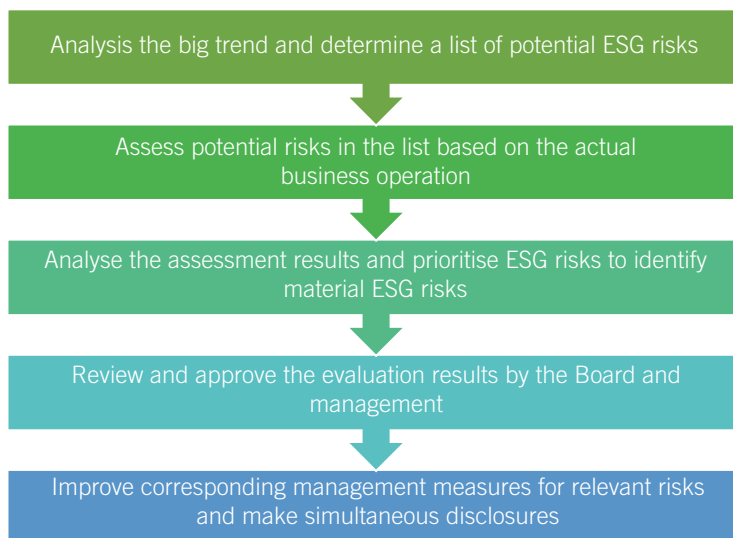 Analysis the big trend and determine a list of potential ESG risks
Assess potential risks in the list based on the actual
business operation
Analyse the assessment results and prioritise ESG risks to identify
material ESG risks
Review and approve the evaluation results by the Board and
management
Improve corresponding management measures for relevant risks
and make simultaneous disclosures